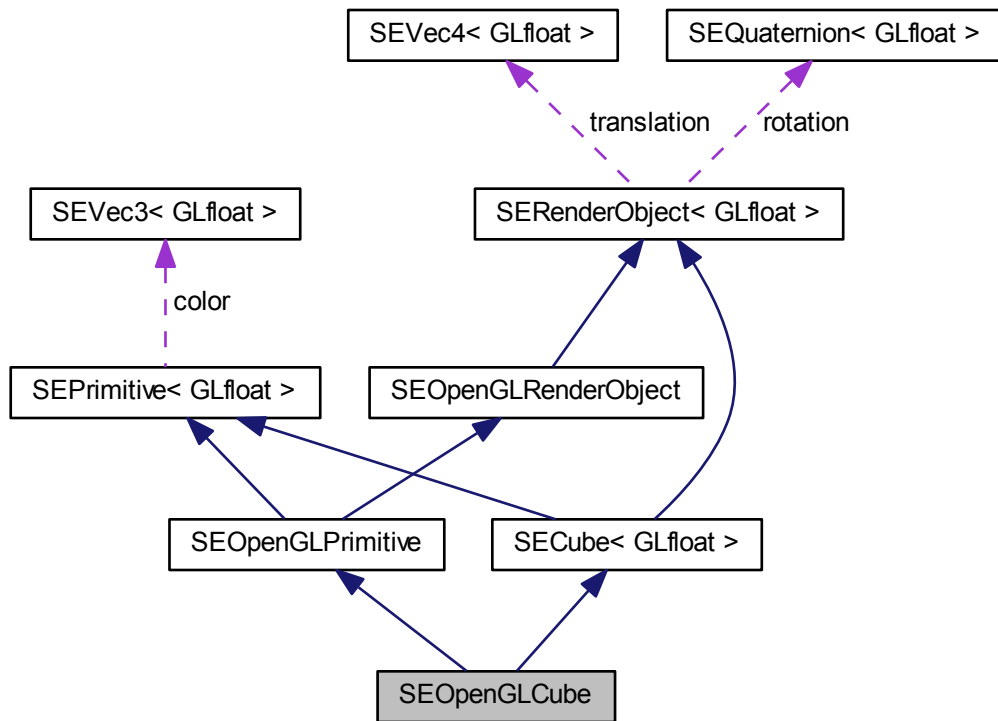 SEVec4< GLfloat >
SEQuaternion< GLfloat >
translation
rotation
SEVec3< GLfloat >
SERenderObject< GLfloat >
color
SEPrimitive< GLfloat >
SEOpenGLRenderObject
SEOpenGLPrimitive
SECube< GLfloat >
SEOpenGLCube